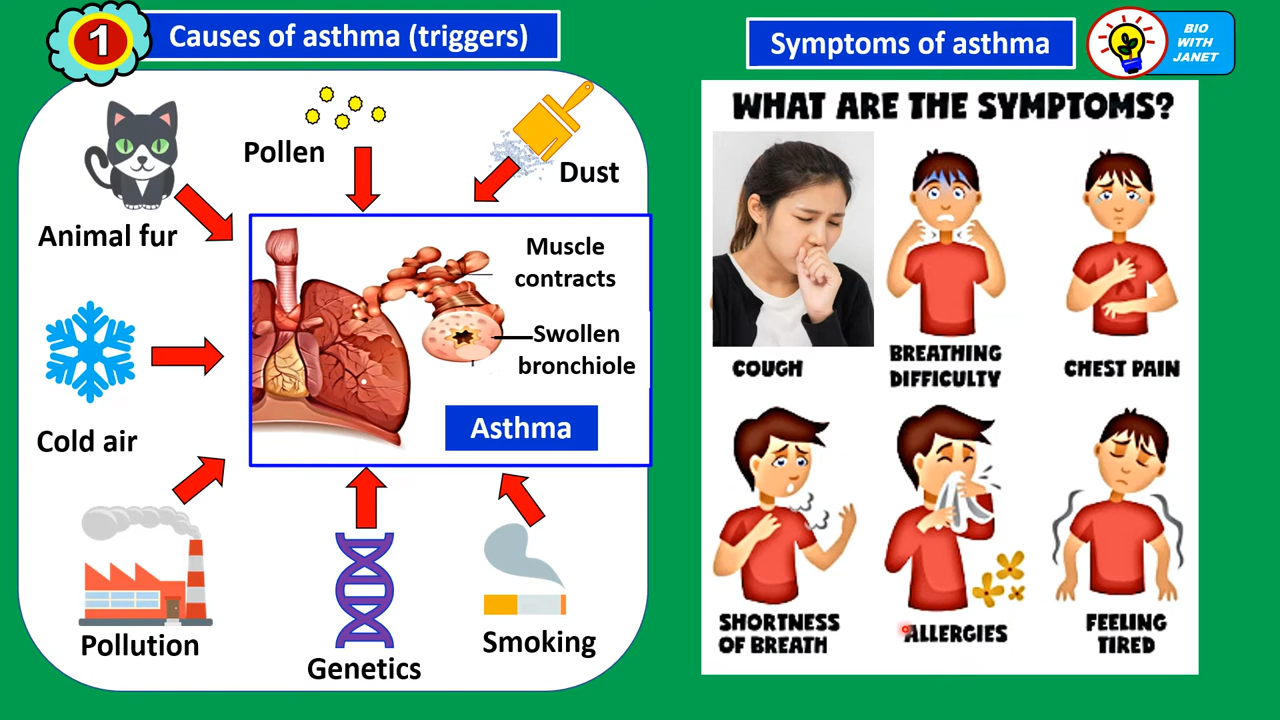 1
Causes of asthma (triggers)
Symptoms of asthma
BIO
WITH
JANET
Animal fur
Pollen
Dust
Cold air
Muscle
contracts
Swollen
bronchiole
Asthma
Pollution
Genetics
Smoking
WHAT ARE THE SYMPTOMS?
COUGH
BREATHING
DIFFICULTY
CHEST PAIN
SHORTNESS
OF BREATH
ALLERGIES
FEELING
TIRED